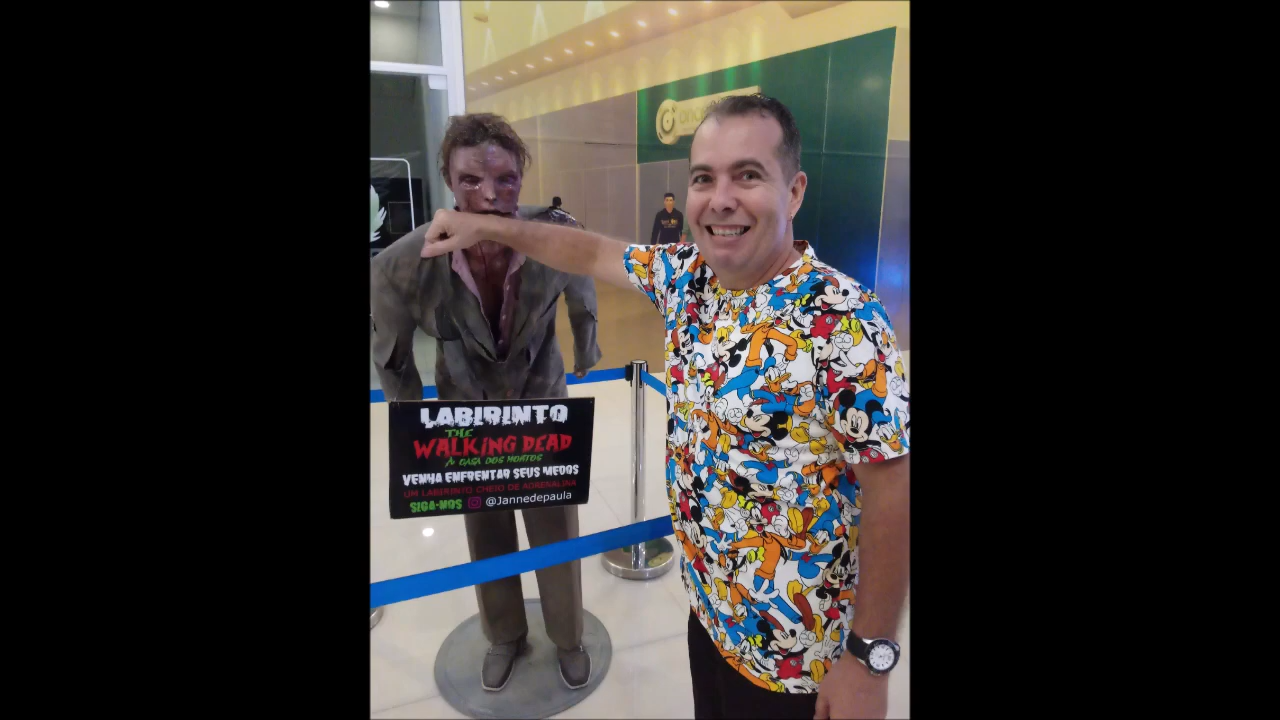 LABIRINTO
THE
WALKING DEAD
A CASA DOS MORTOS
VENHA ENFRENTAR SEUS MEDOS
UM LABIRINTO CHEIO DE ADRENALINA
SIGA-NOS @Jannedepaula